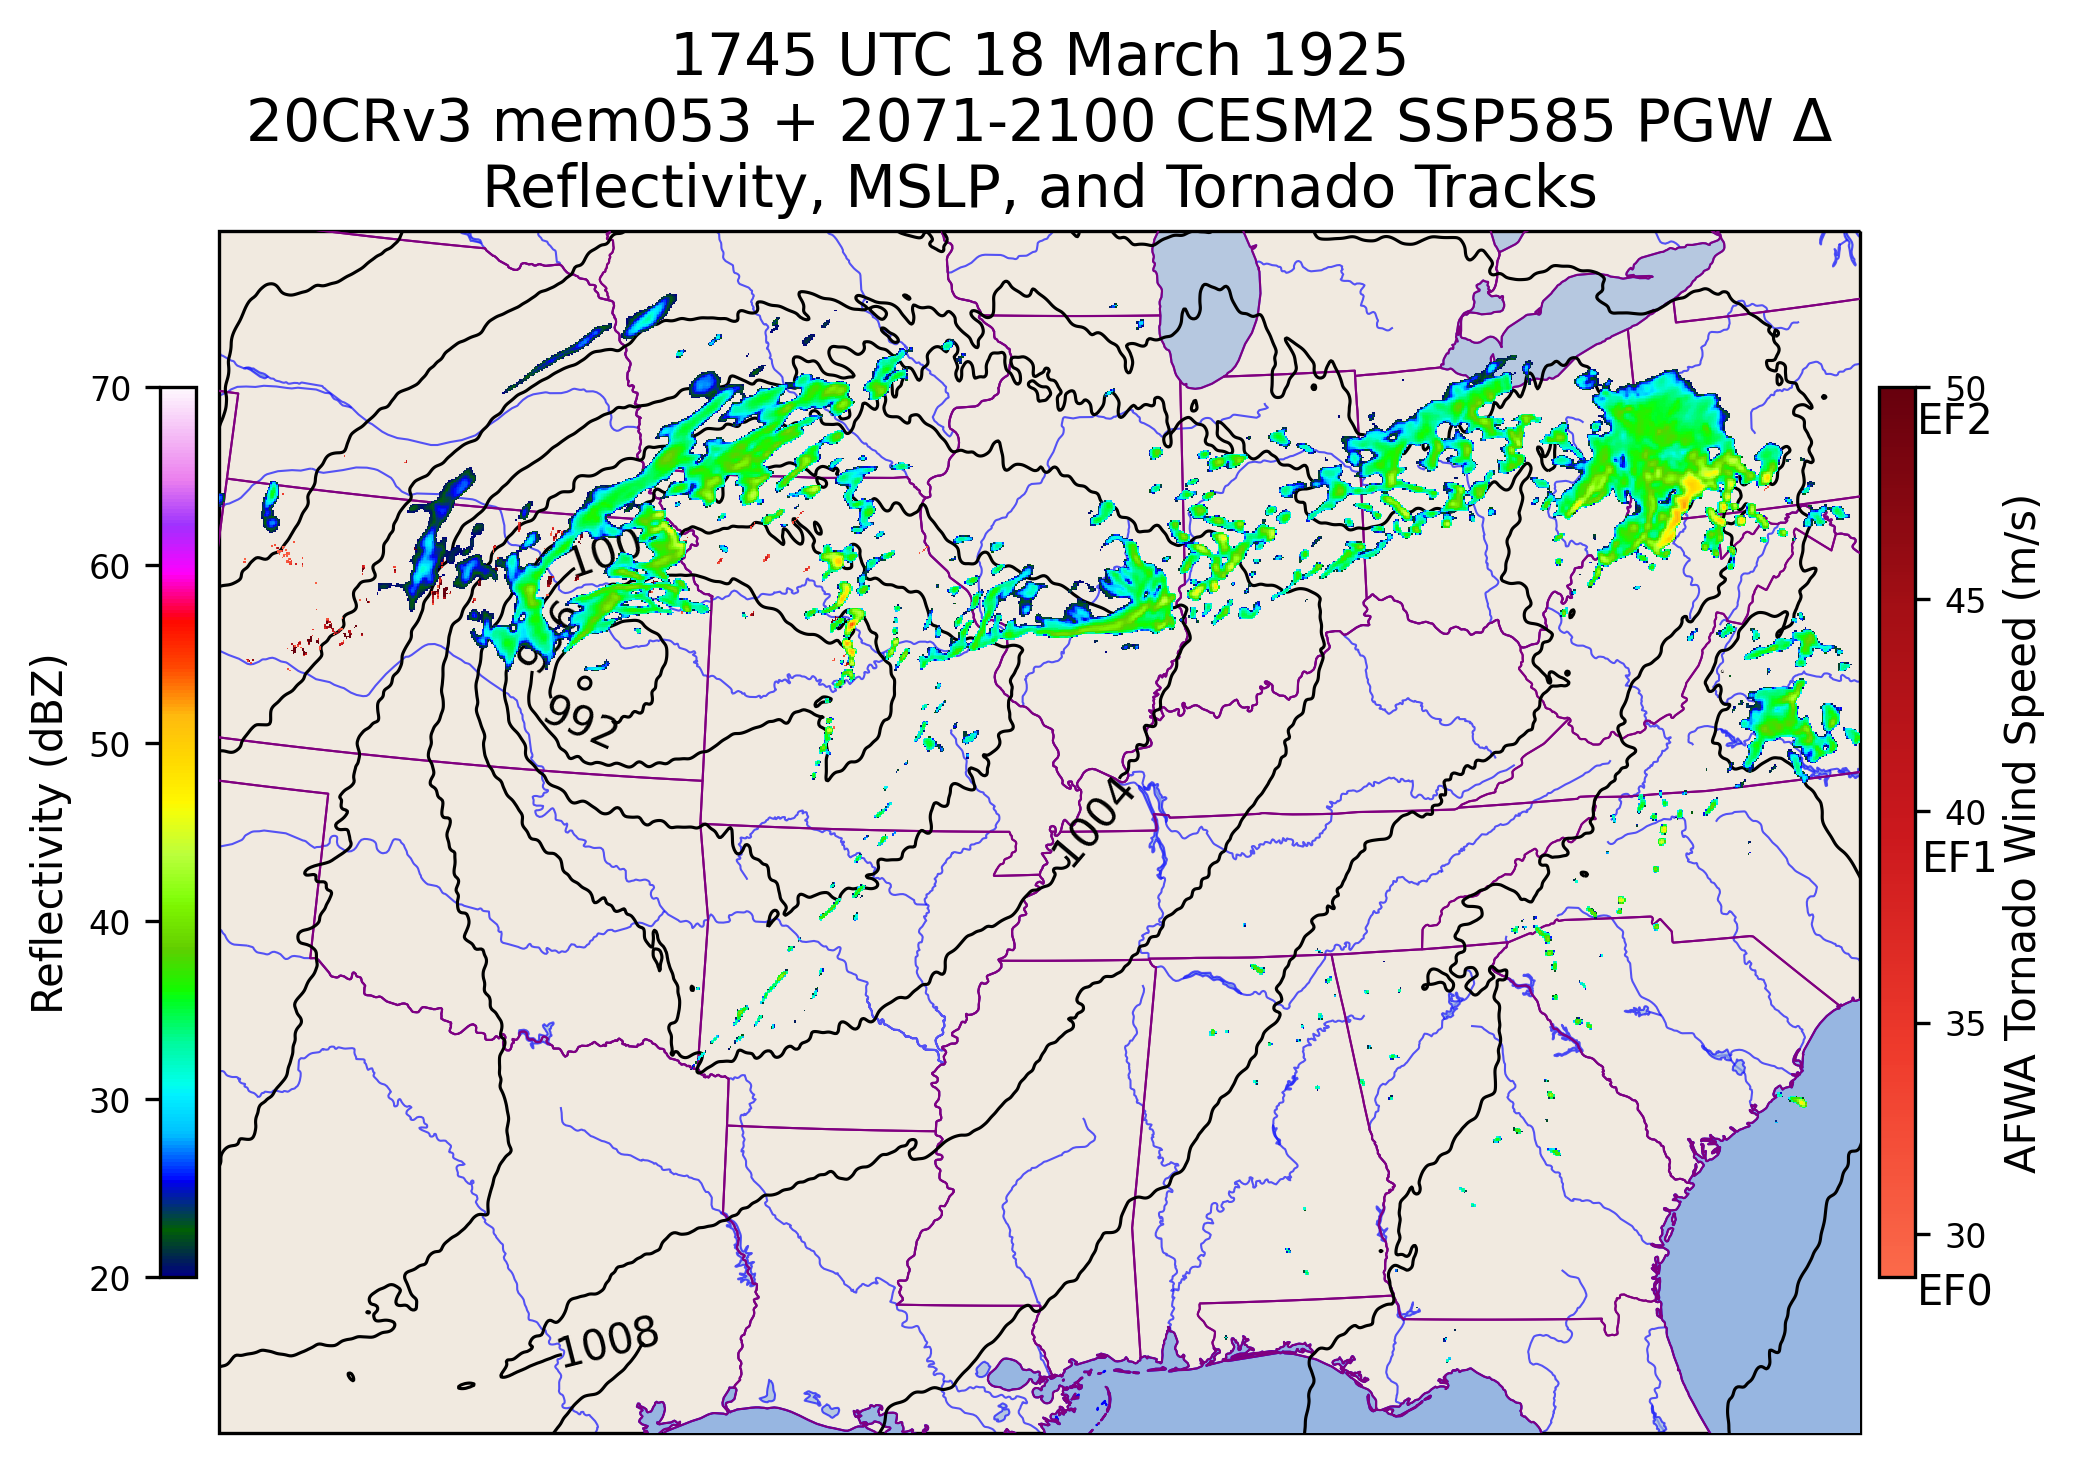 1745 UTC 18 March 1925
20CRv3 mem053 + 2071-2100 CESM2 SSP585 PGW Δ
Reflectivity, MSLP, and Tornado Tracks
Reflectivity (dBZ)
70
60
50
40
30
20
100
992
1004
1008
50
EF2
45
40
EF1
35
30
EF0
AFWA Tornado Wind Speed (m/s)